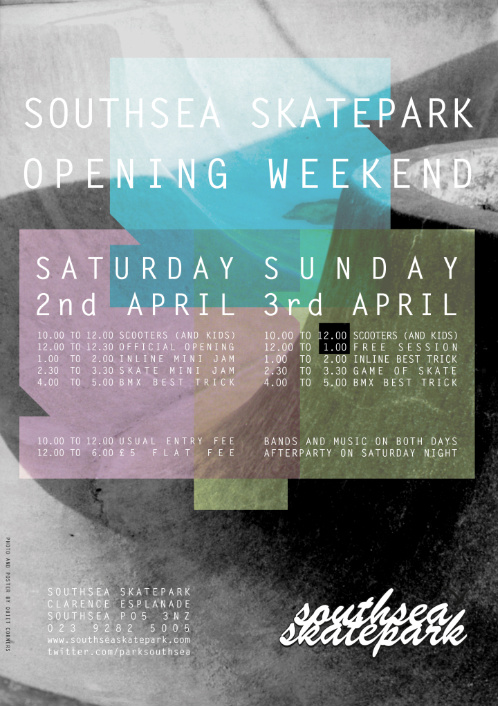 SOUTHSEA SKATEPARK
OPENING WEEKEND
SATURDAY
2nd APRIL
10.00 TO 12.00 SCOOTERS (AND KIDS)
12.00 TO 12.30 OFFICIAL OPENING
1.00 TO 2.00 INLINE MINI JAM
2.30 TO 3.30 SKATE MINI JAM
4.00 TO 5.00 BMX BEST TRICK
10.00 TO 12.00 USUAL ENTRY FEE
12.00 TO 6.00 £5 FLAT FEE
SUNDAY
3rd APRIL
10.00 TO 12.00 SCOOTERS (AND KIDS)
12.00 TO 1.00 FREE SESSION
1.00 TO 2.00 INLINE BEST TRICK
2.30 TO 3.30 GAME OF SKATE
4.00 TO 5.00 BMX BEST TRICK
BANDS AND MUSIC ON BOTH DAYS
AFTERPARTY ON SATURDAY NIGHT
PHOTO AND POSTER BY
SOUTHSEA SKATEPARK
CLARENCE ESPLANADE
SOUTHSEA PO5 3NZ
023 9282 5005
www.southseaskatepark.com
twitter.com/parksouthsea
southsea
skatepark